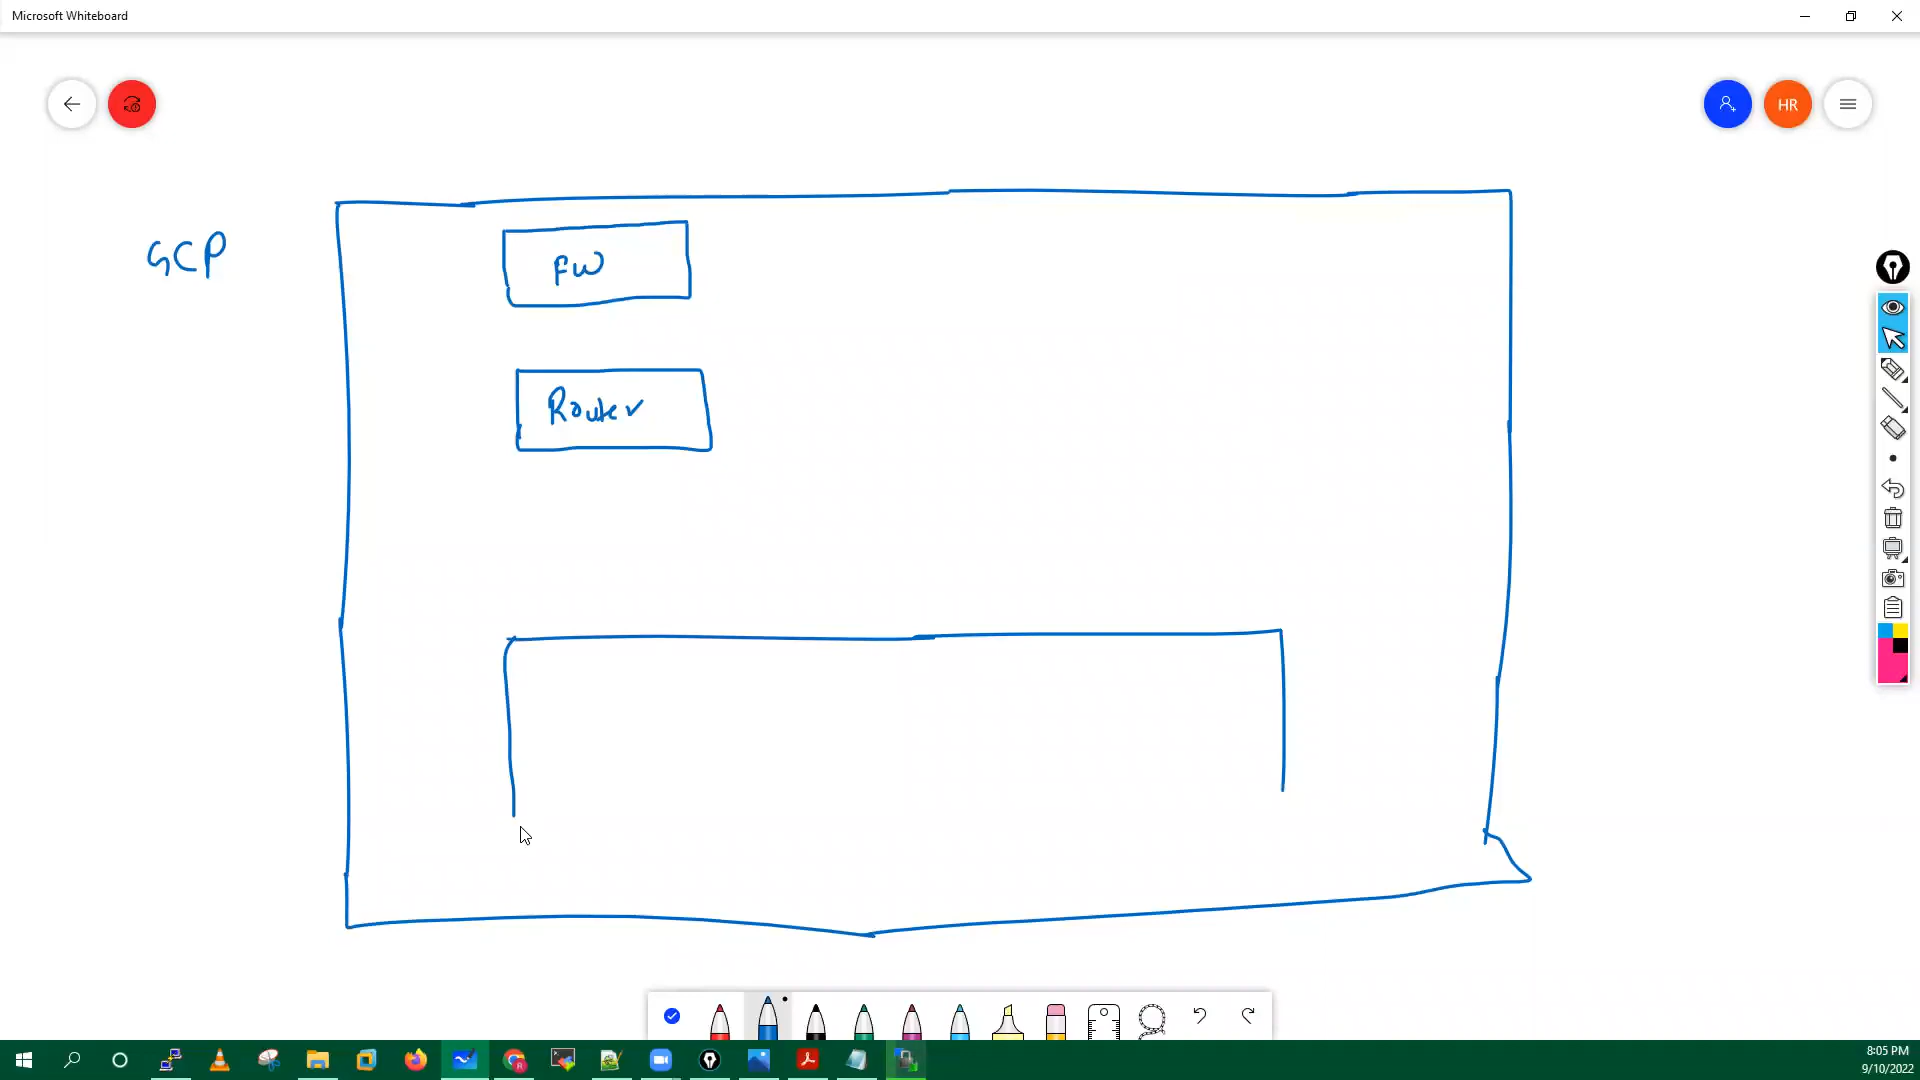 Microsoft Whiteboard
HR
GCP
FW
Router
8:05 PM
9/10/2022